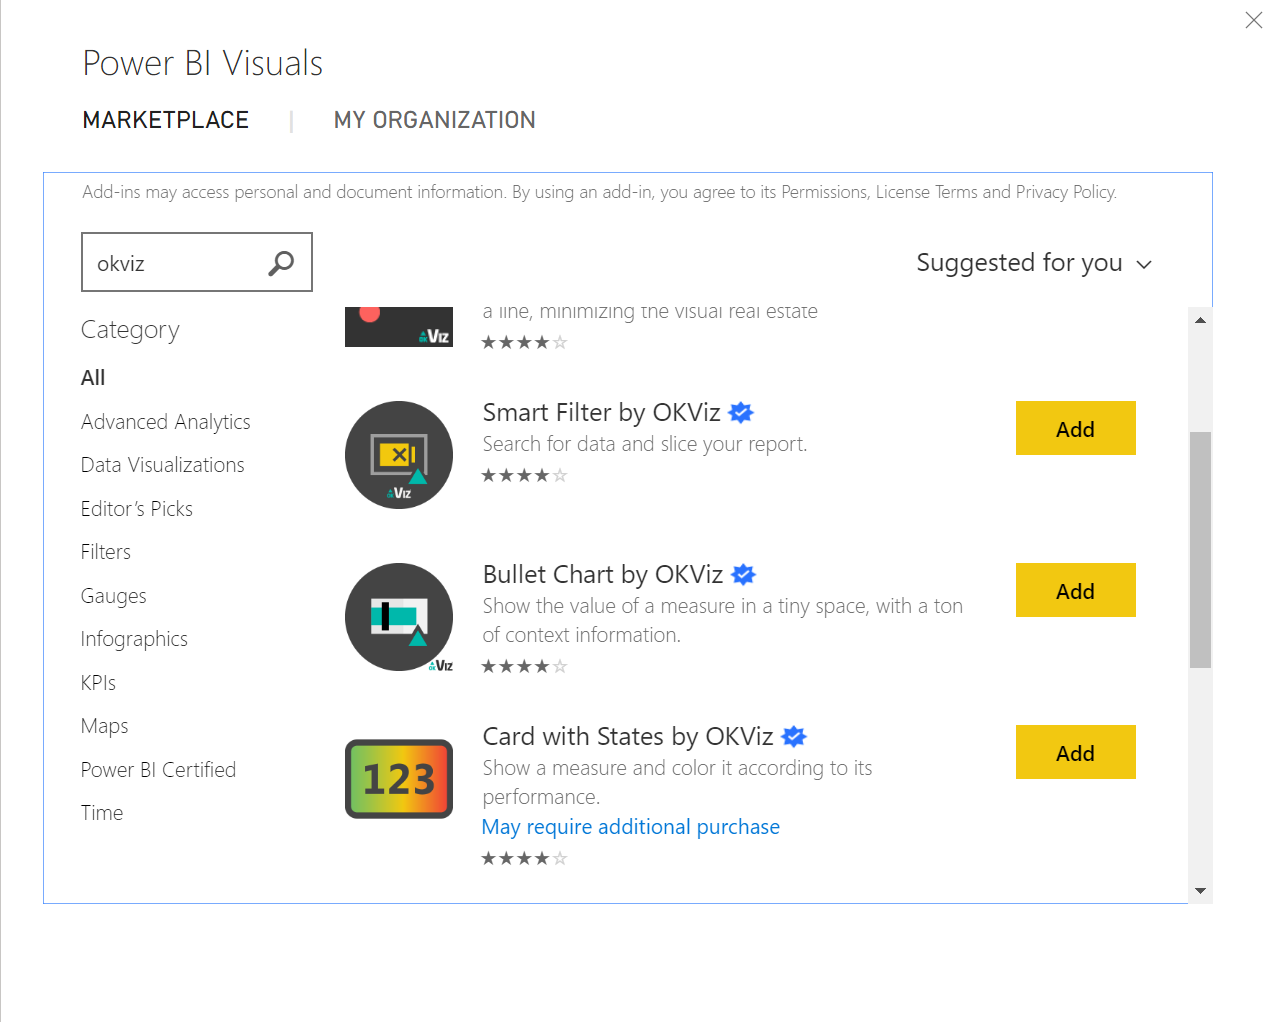 Power BI Visuals
MARKETPLACE | MY ORGANIZATION
Add-ins may access personal and document information. By using an add-in, you agree to its Permissions, License Terms and Privacy Policy.
okviz
Suggested for you
Category
All
Advanced Analytics
Data Visualizations
Editor's Picks
Filters
Gauges
Infographics
KPIs
Maps
Power BI Certified
Time
a line, minimizing the visual real estate
OKViz
Smart Filter by OKViz
Search for data and slice your report.
Add
OKViz
Bullet Chart by OKViz
Show the value of a measure in a tiny space, with a ton
of context information.
Add
OKViz
123
Card with States by OKViz
Show a measure and color it according to its
performance.
May require additional purchase
Add